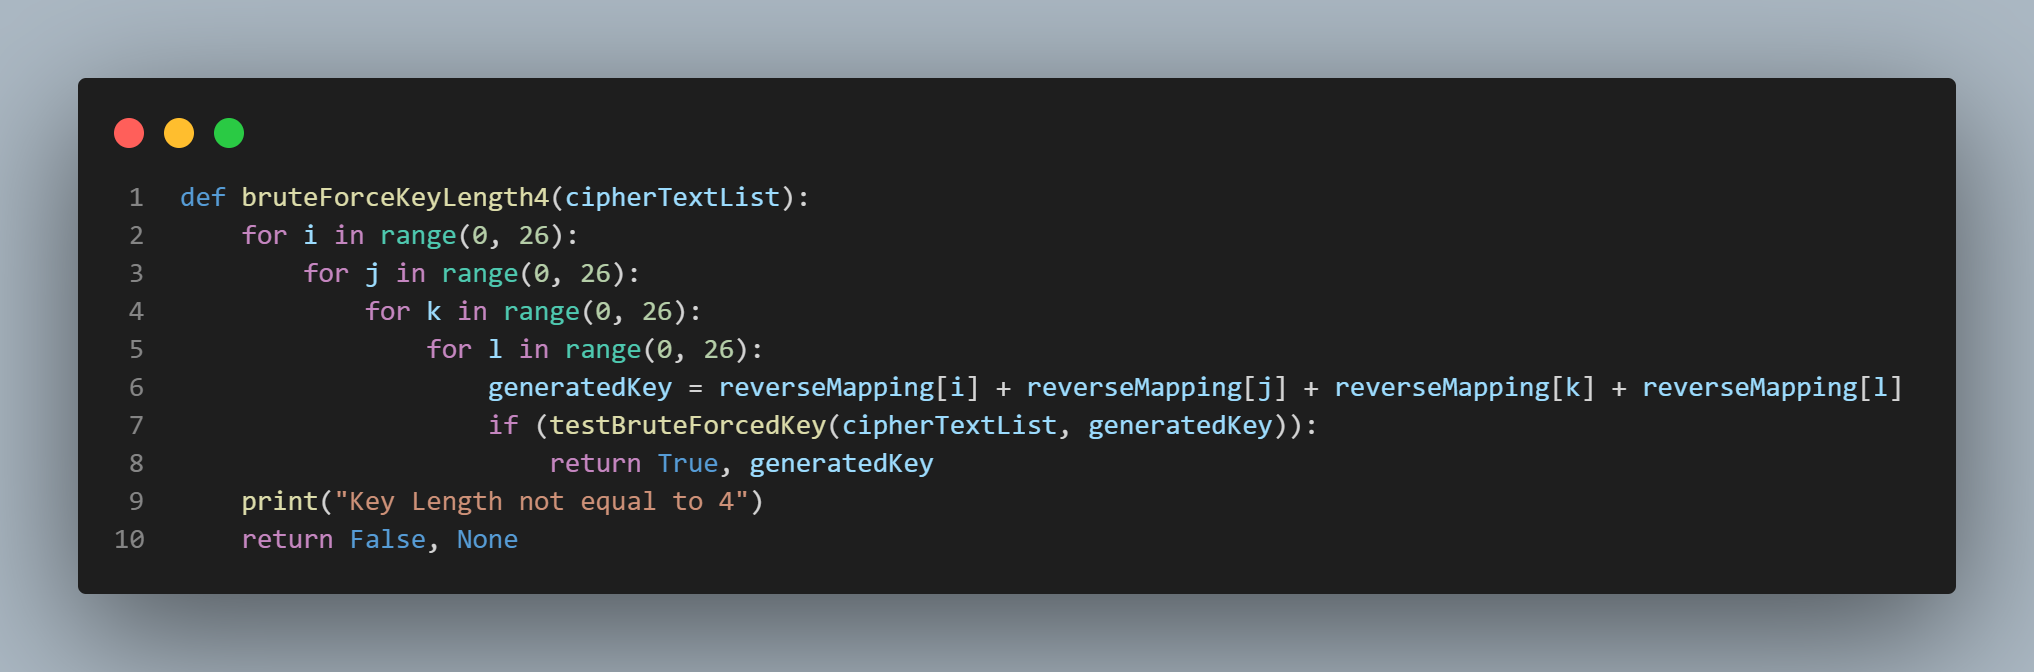 1 def bruteForceKeyLength4(cipherTextList):
2     for i in range(0, 26):
3         for j in range(0, 26):
4             for k in range(0, 26):
5                 for l in range(0, 26):
6                     generatedKey = reverseMapping[i] + reverseMapping[j] + reverseMapping[k] + reverseMapping[l]
7                     if (testBruteForcedKey(cipherTextList, generatedKey)):
8                         return True, generatedKey
9     print("Key Length not equal to 4")
10     return False, None